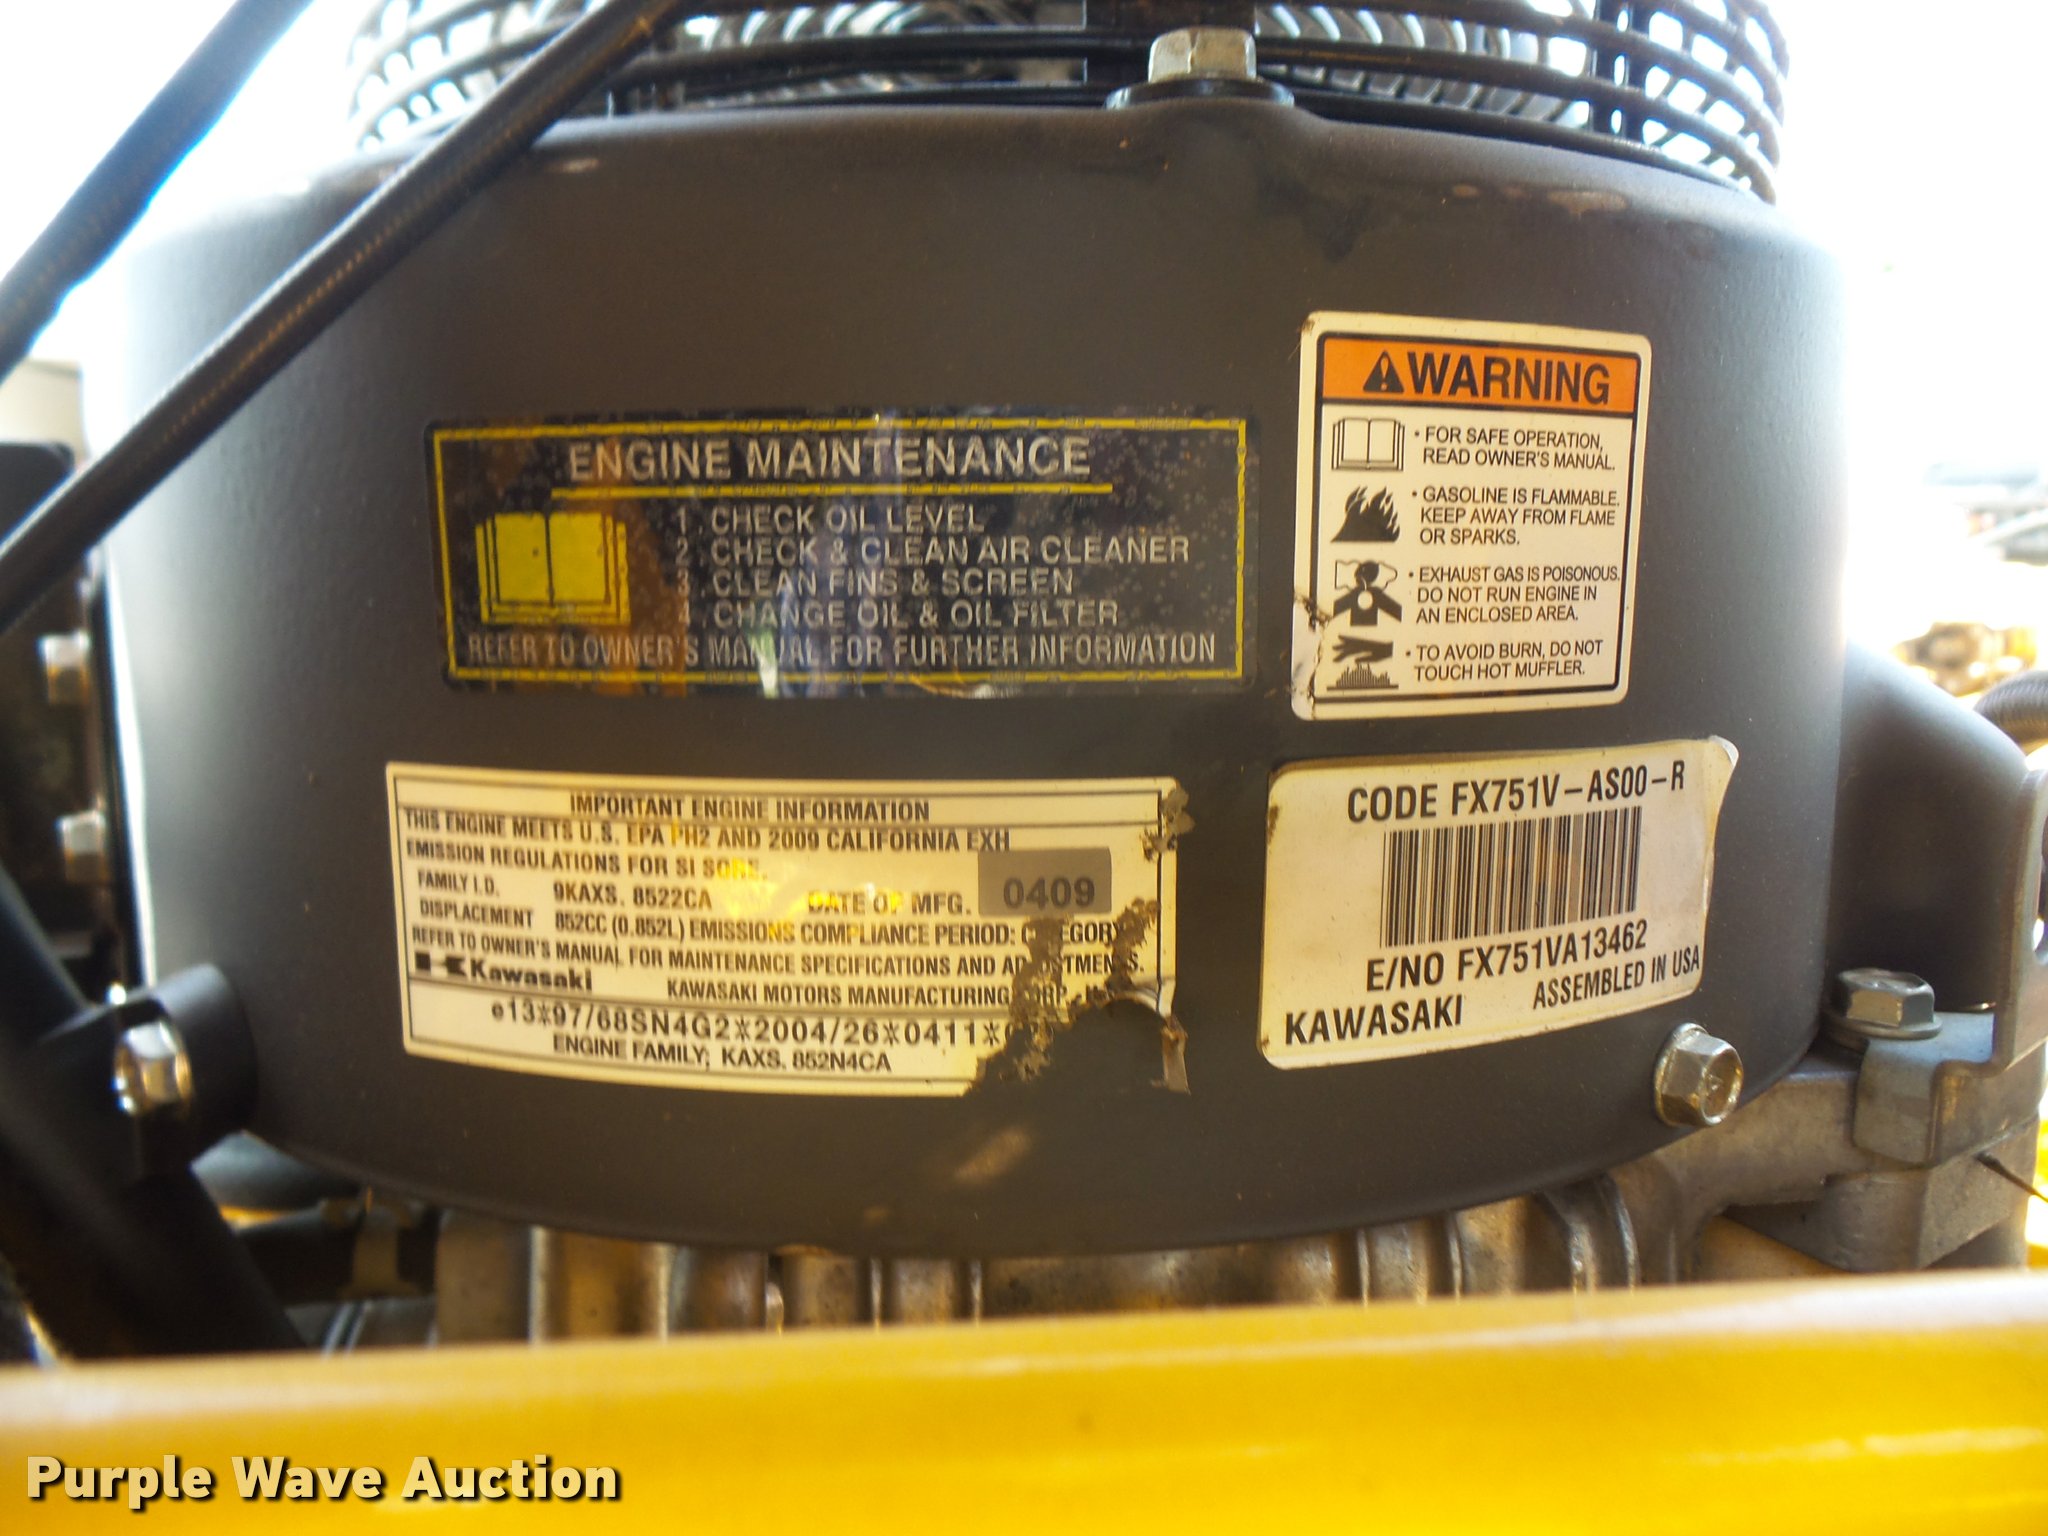 ENGINE MAINTENANCE
1. CHECK OIL LEVEL
2. CHECK & CLEAN AIR CLEANER
3. CLEAN FINS & SCREEN
4. CHANGE OIL & OIL FILTER
REFER TO OWNER'S MANUAL FOR FURTHER INFORMATION
WARNING
• FOR SAFE OPERATION,
READ OWNER'S MANUAL.
• GASOLINE IS FLAMMABLE.
KEEP AWAY FROM FLAME
OR SPARKS.
• EXHAUST GAS IS POISONOUS.
DO NOT RUN ENGINE IN
AN ENCLOSED AREA.
• TO AVOID BURN, DO NOT
TOUCH HOT MUFFLER.
IMPORTANT ENGINE INFORMATION
THIS ENGINE MEETS U.S. EPA PH2 AND 2009 CALIFORNIA EXH
EMISSION REGULATIONS FOR SI SORE.
FAMILY I.D. 9KAXS. 8522CA DATE OF MFG. 0409
DISPLACEMENT 852CC (0.852L) EMISSIONS COMPLIANCE PERIOD:
REFER TO OWNER'S MANUAL FOR MAINTENANCE SPECIFICATIONS AND
Kawasaki KAWASAKI MOTORS MANUFACTURING
e13*97/68SN4G2*2004/26*0411*
ENGINE FAMILY; KAXS. 852N4CA
CODE FX751V-AS00-R
E/NO FX751VA13462
KAWASAKI ASSEMBLED IN USA
Purple Wave Auction